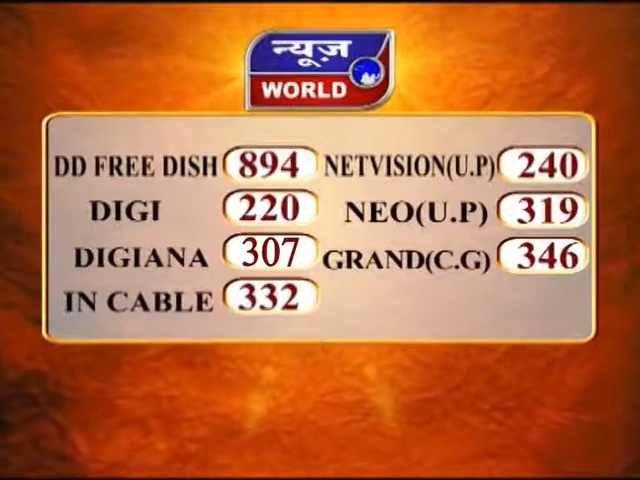 न्यूज़
WORLD
DD FREE DISH 894 NETVISION(U.P) 240
DIGI 220 NEO(U.P) 319
DIGIANA 307 GRAND(C.G) 346
IN CABLE 332